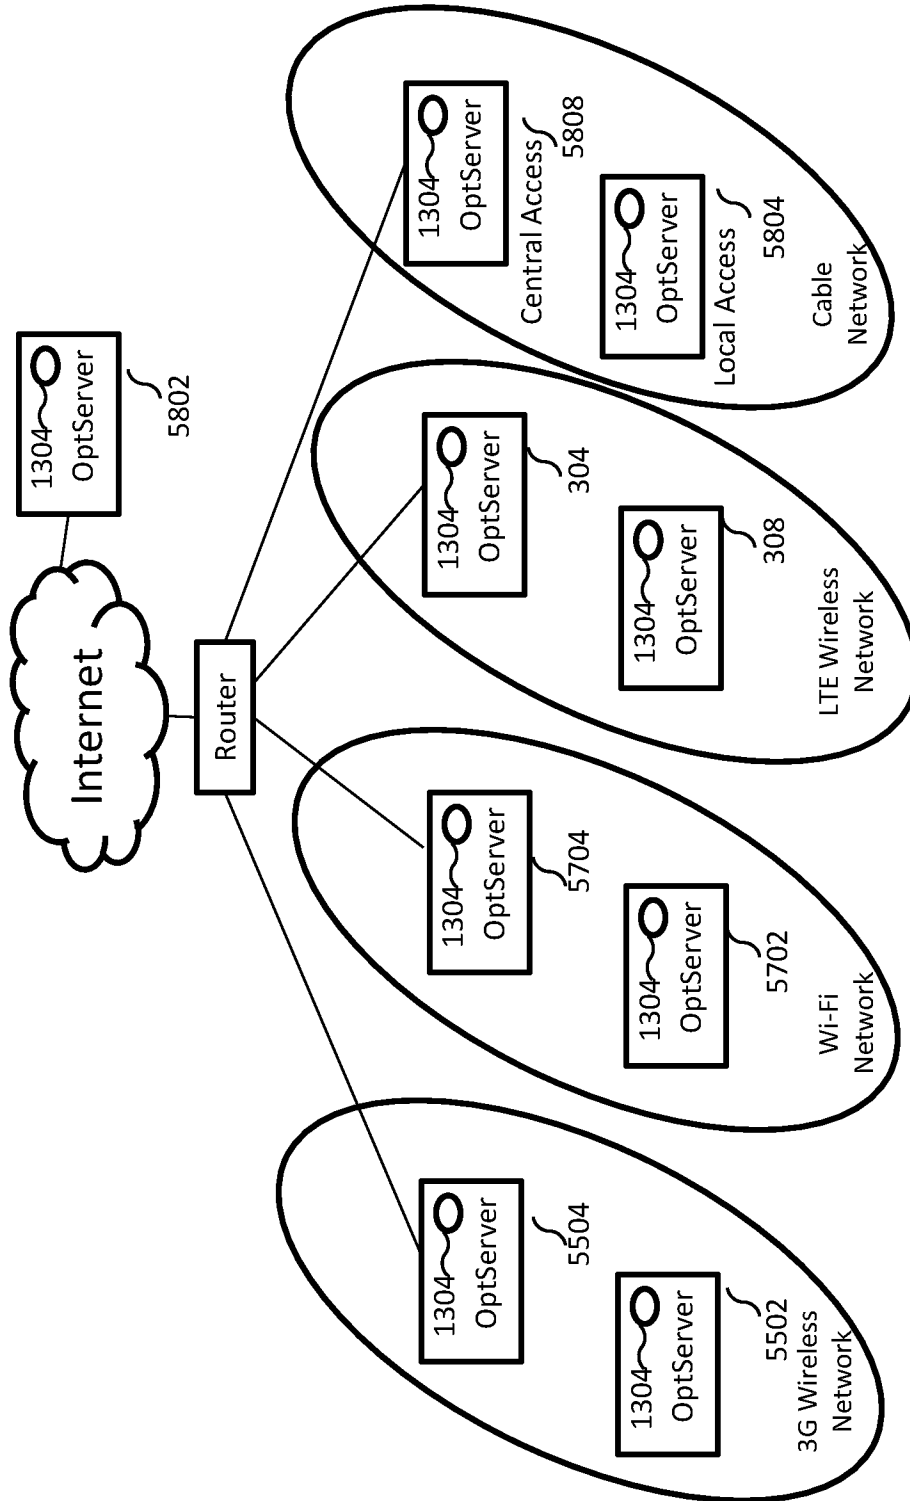 Internet
1304
OptServer
5802
Router
1304
OptServer
5504
1304
OptServer
5502
3G Wireless
Network
1304
OptServer
5704
1304
OptServer
5702
Wi-Fi
Network
1304
OptServer
304
1304
OptServer
308
LTE Wireless
Network
1304
OptServer
Central Access
5808
1304
OptServer
Local Access
5804
Cable
Network